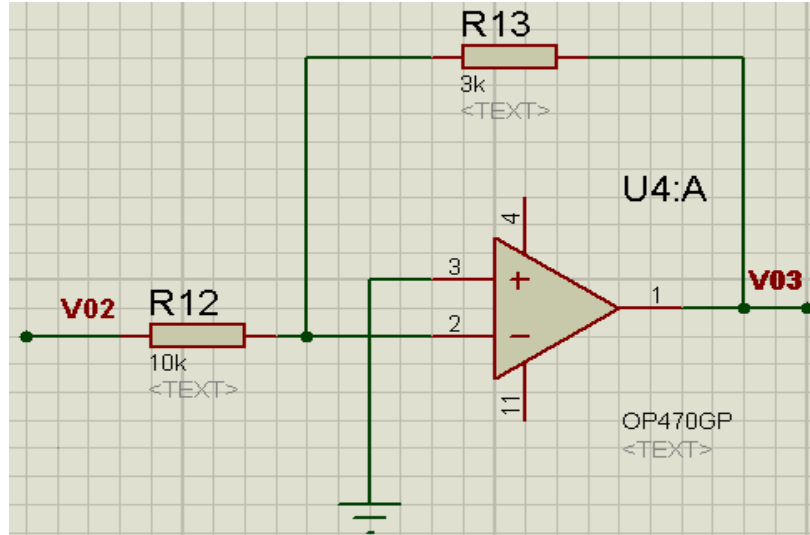 R13
3k
<TEXT>
U4:A
4
3
V02
R12
1
V03
2
10k
<TEXT>
11
OP470GP
<TEXT>